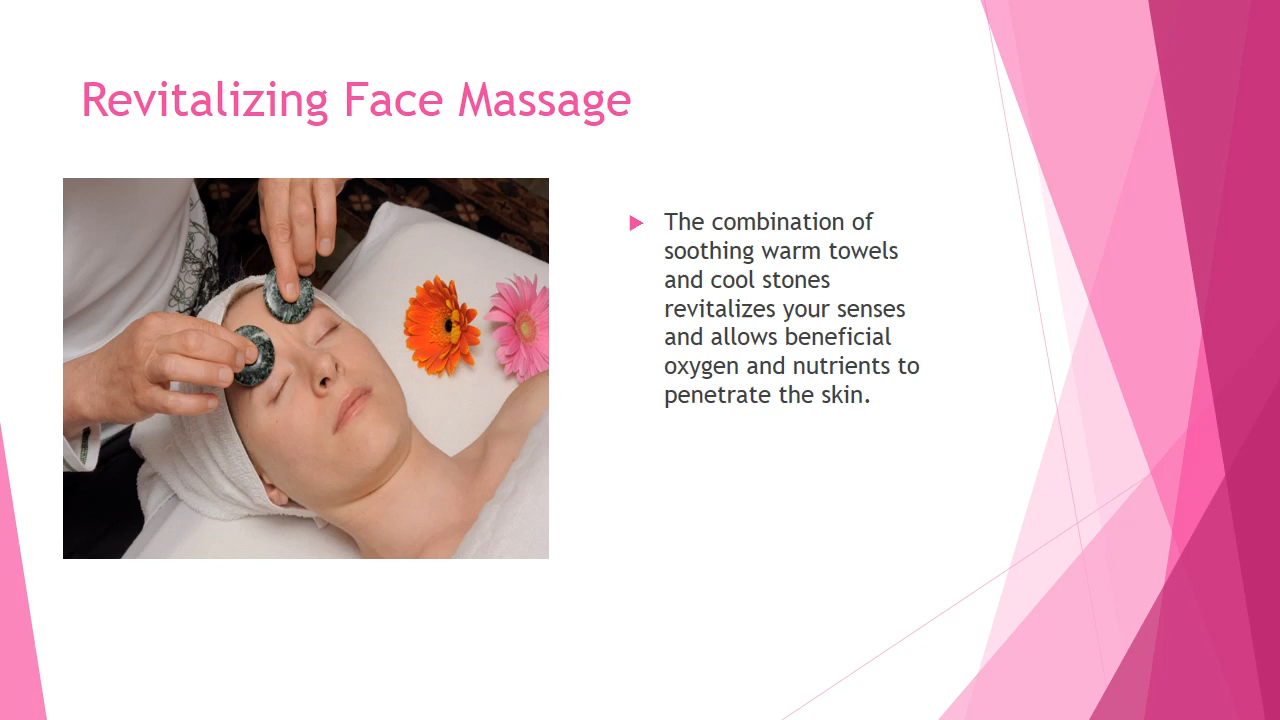 Revitalizing Face Massage
The combination of
soothing warm towels
and cool stones
revitalizes your senses
and allows beneficial
oxygen and nutrients to
penetrate the skin.